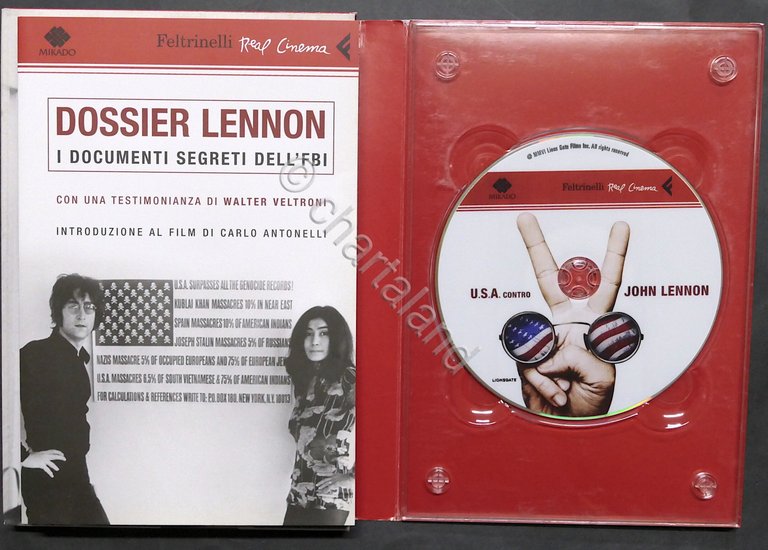 MIKADO
Feltrinelli Real Cinema
DOSSIER LENNON
I DOCUMENTI SEGRETI DELL'FBI
CON UNA TESTIMONIANZA DI WALTER VELTRONI
INTRODUZIONE AL FILM DI CARLO ANTONELLI
U.S.A. SURPASSES ALL THE GENOCIDE RECORDS!
KUBLAI KHAN MASSACRES 10% IN NEAR EAST
SPAIN MASSACRES 10% OF AMERICAN INDIANS
JOSEPH STALIN MASSACRES 5% OF RUSSIANS
NAZIS MASSACRE 5% OF OCCUPIED EUROPEANS AND 75% OF EUROPEAN JEW
U.S.A. MASSACRES 6.5% OF SOUTH VIETNAMESE & 75% OF AMERICAN INDIANS
FOR CALCULATIONS & REFERENCES WRITE TO: P.O. BOX 180, NEW YORK, N.Y. 10013
© MMVI Lions Gate Films Inc. All rights reserved
MIKADO
Feltrinelli Real Cinema
U.S.A. CONTRO JOHN LENNON
LIONSGATE
© chartaland